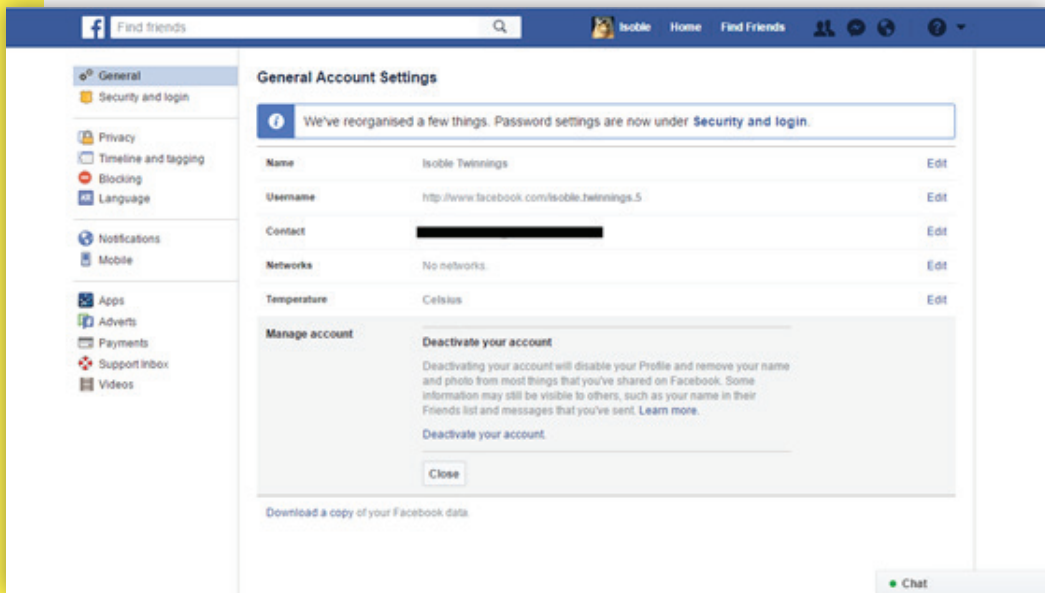 f Find friends
Isoble Home Find Friends
General
Security and login
Privacy
Timeline and tagging
Blocking
Language
Notifications
Mobile
Apps
Adverts
Payments
Support Inbox
Videos
General Account Settings
We've reorganised a few things. Password settings are now under Security and login.
Name Isoble Twinnings Edit
Username http://www.facebook.com/isoble.twinnings.5 Edit
Contact Edit
Networks No networks. Edit
Temperature Celsius Edit
Manage account
Deactivate your account
Deactivating your account will disable your Profile and remove your name
and photo from most things that you've shared on Facebook. Some
information may still be visible to others, such as your name in their
Friends list and messages that you've sent. Learn more.
Deactivate your account.
Close
Download a copy of your Facebook data.
Chat